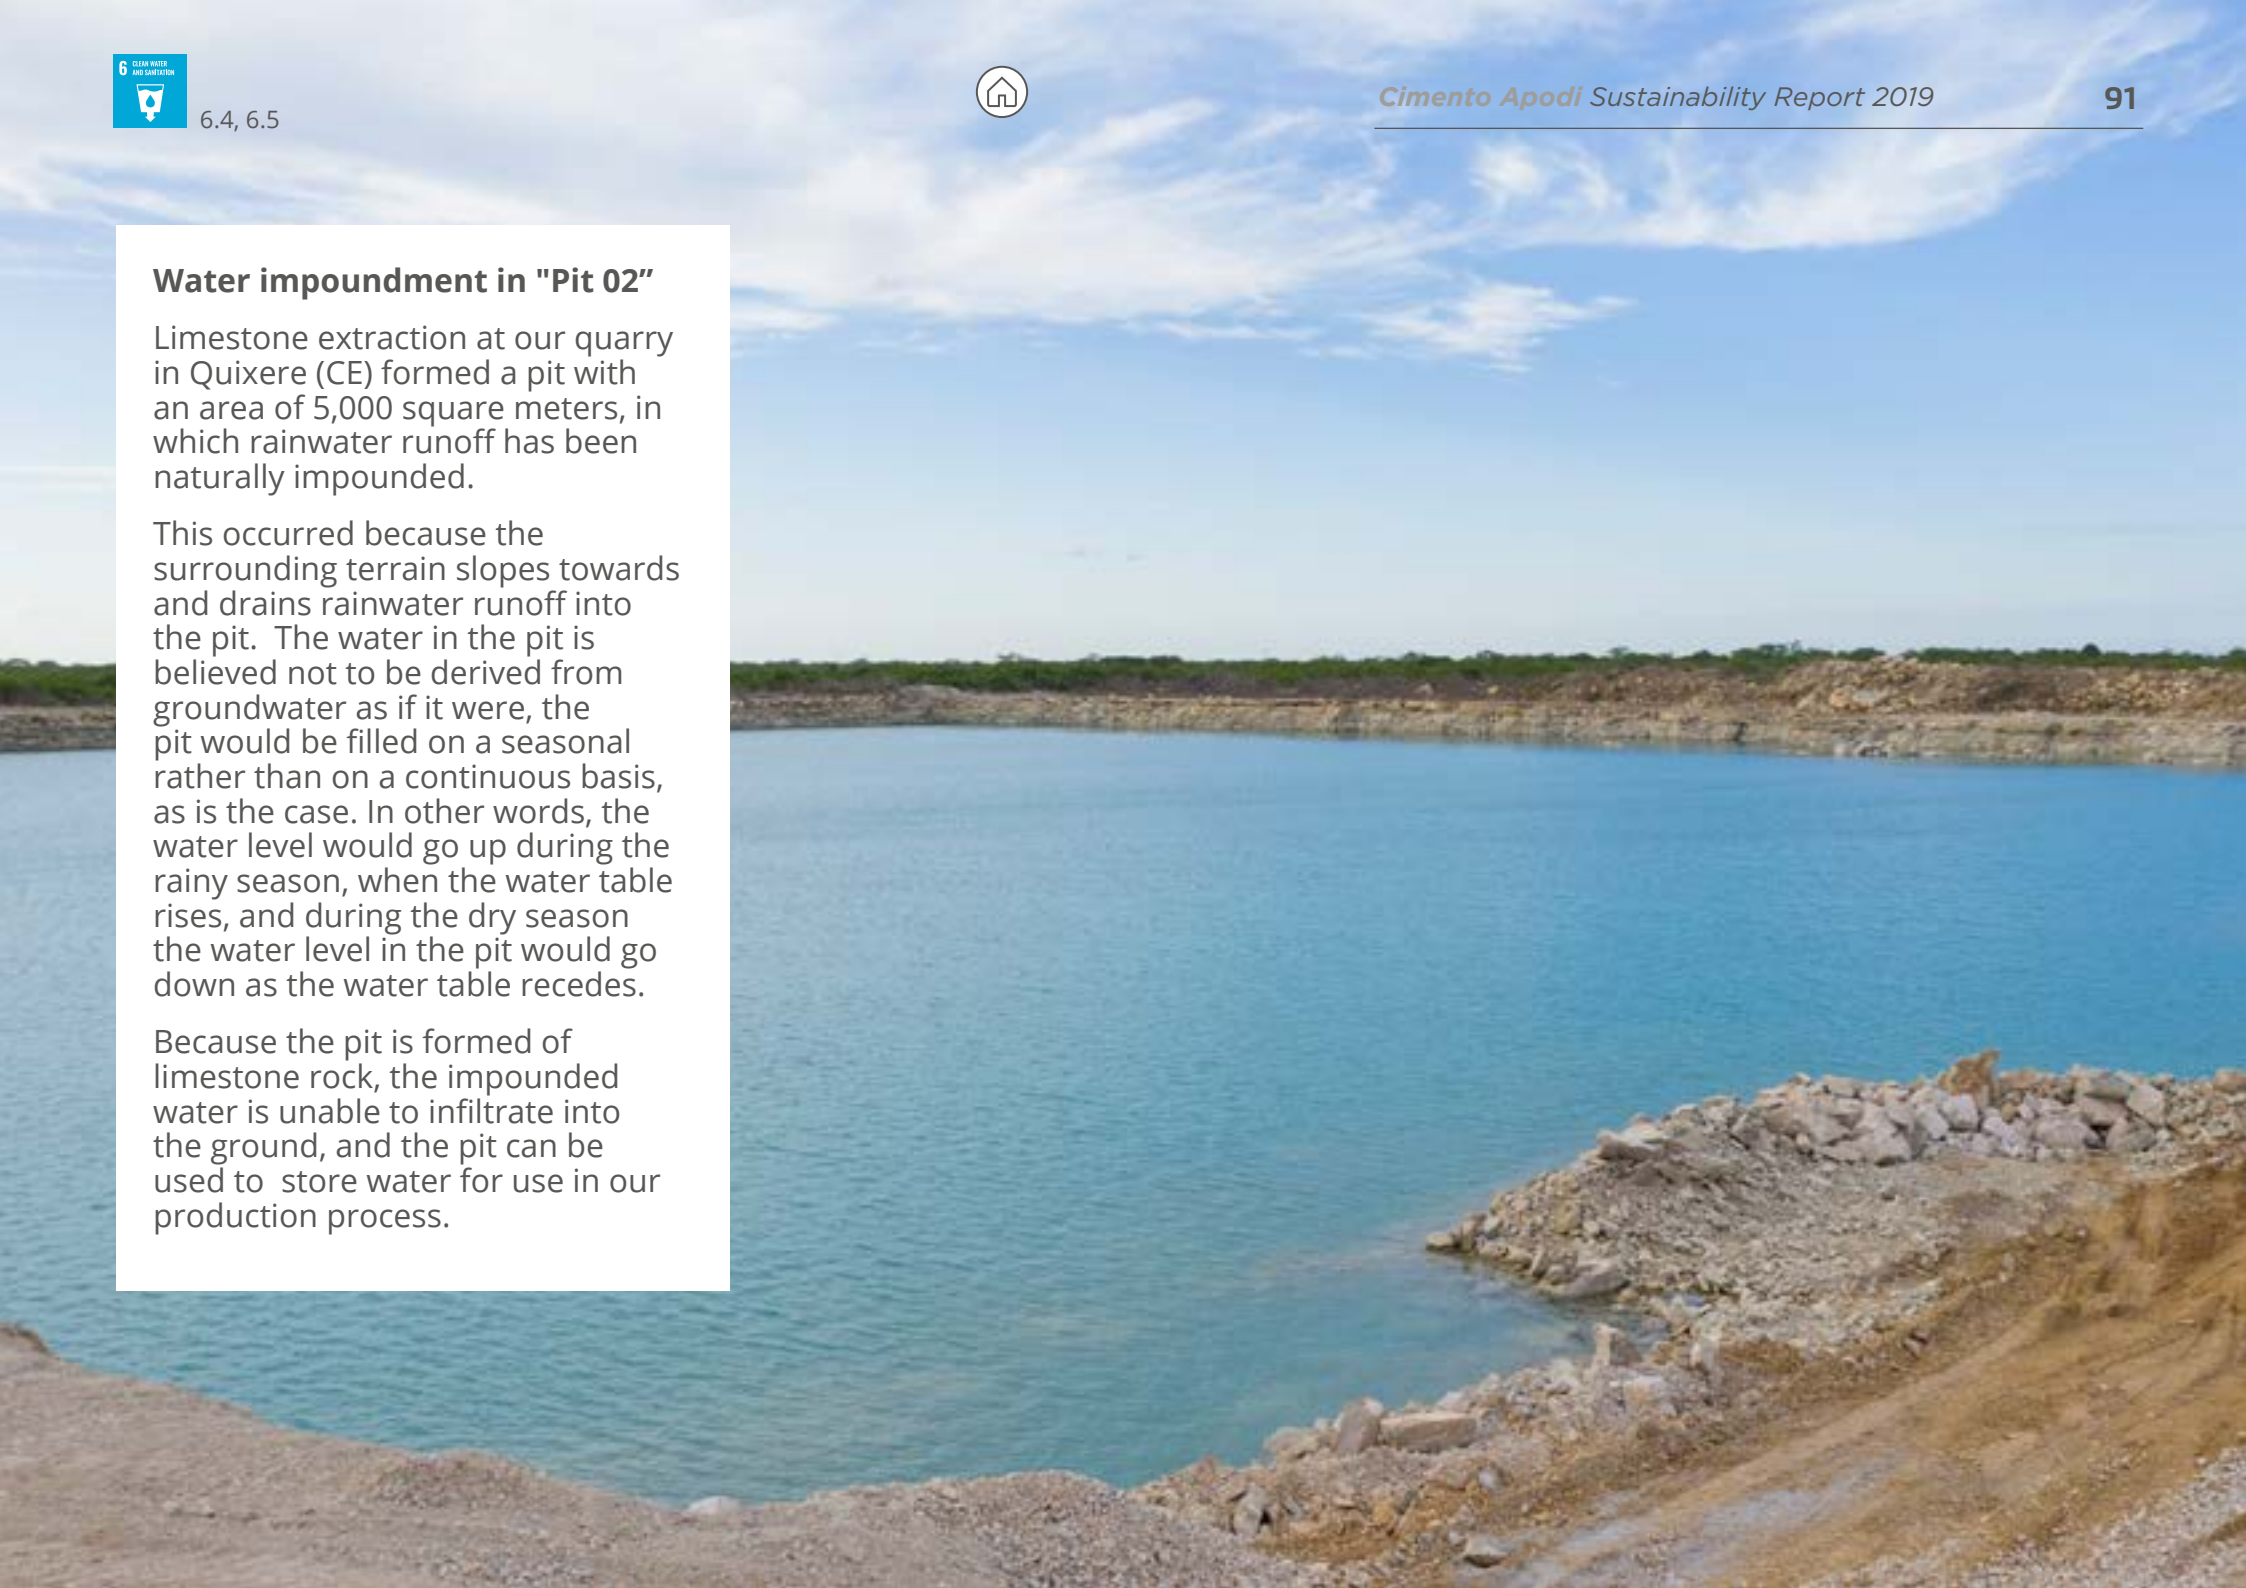 6 CLEAN WATER
AND SANITATION
6.4, 6.5
Cimento Apodi Sustainability Report 2019 91
Water impoundment in "Pit 02”
Limestone extraction at our quarry
in Quixere (CE) formed a pit with
an area of 5,000 square meters, in
which rainwater runoff has been
naturally impounded.
This occurred because the
surrounding terrain slopes towards
and drains rainwater runoff into
the pit.  The water in the pit is
believed not to be derived from
groundwater as if it were, the
pit would be filled on a seasonal
rather than on a continuous basis,
as is the case. In other words, the
water level would go up during the
rainy season, when the water table
rises, and during the dry season
the water level in the pit would go
down as the water table recedes.
Because the pit is formed of
limestone rock, the impounded
water is unable to infiltrate into
the ground, and the pit can be
used to  store water for use in our
production process.